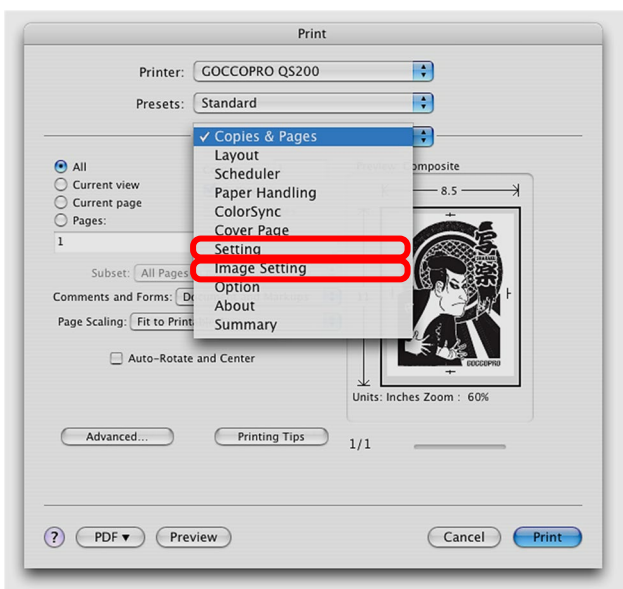 Print
Printer: GOCCOPRO QS200
Presets: Standard
✓ Copies & Pages
Layout
Scheduler
Paper Handling
ColorSync
Cover Page
Setting
Image Setting
Option
About
Summary
All
Current view
Current page
Pages:
1
Subset: All Pages
Comments and Forms:
Page Scaling: Fit to
Auto-Rotate and Center
Composite
8.5
写楽
SHARAKU
GOCCOPRO
Units: Inches Zoom : 60%
Advanced...
Printing Tips
1/1
?
PDF ▾
Preview
Cancel
Print